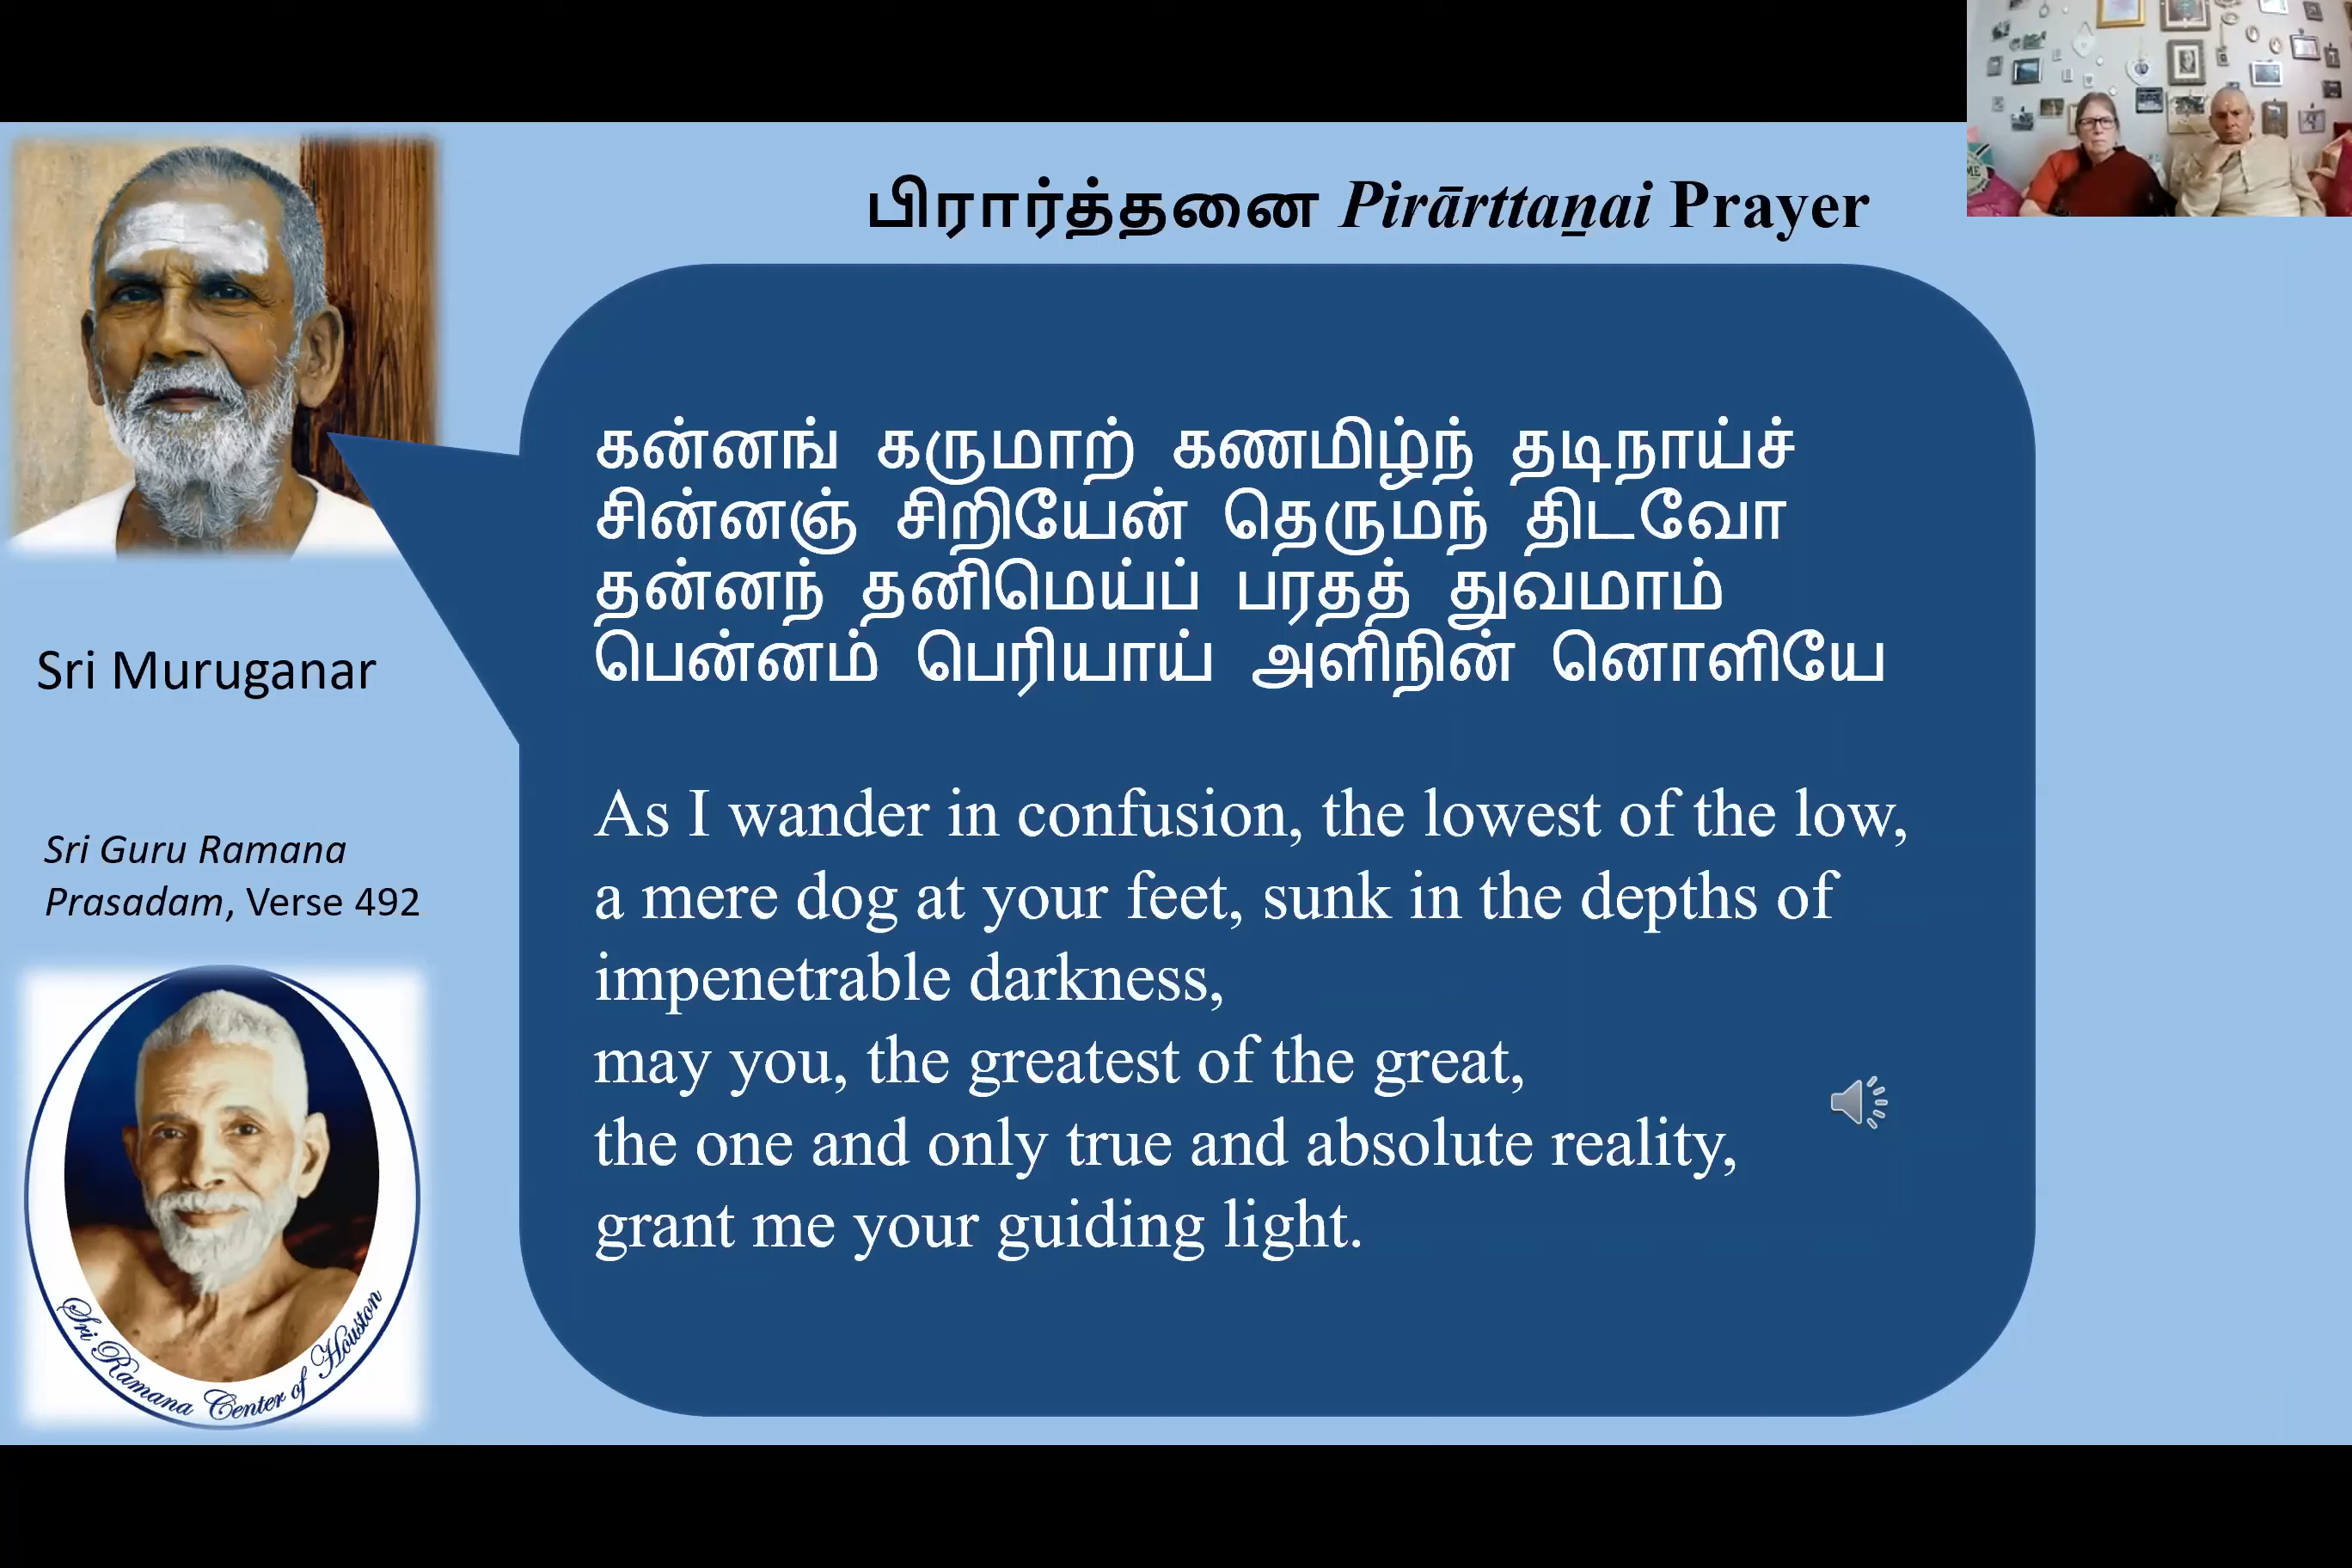 பிரார்த்தனை Pirārttaṉai Prayer
கன்னங் கருமாற் கணமிழ்ந் தடிநாய்ச்
சின்னஞ் சிறியேன் தெருமந் திடவோ
தன்னந் தனிமெய்ப் பரதத் துவமாம்
பென்னம் பெரியாய் அளிநின் னொளியே
As I wander in confusion, the lowest of the low,
a mere dog at your feet, sunk in the depths of
impenetrable darkness,
may you, the greatest of the great,
the one and only true and absolute reality,
grant me your guiding light.
Sri Muruganar
Sri Guru Ramana
Prasadam, Verse 492
Sri Ramana Center of Houston